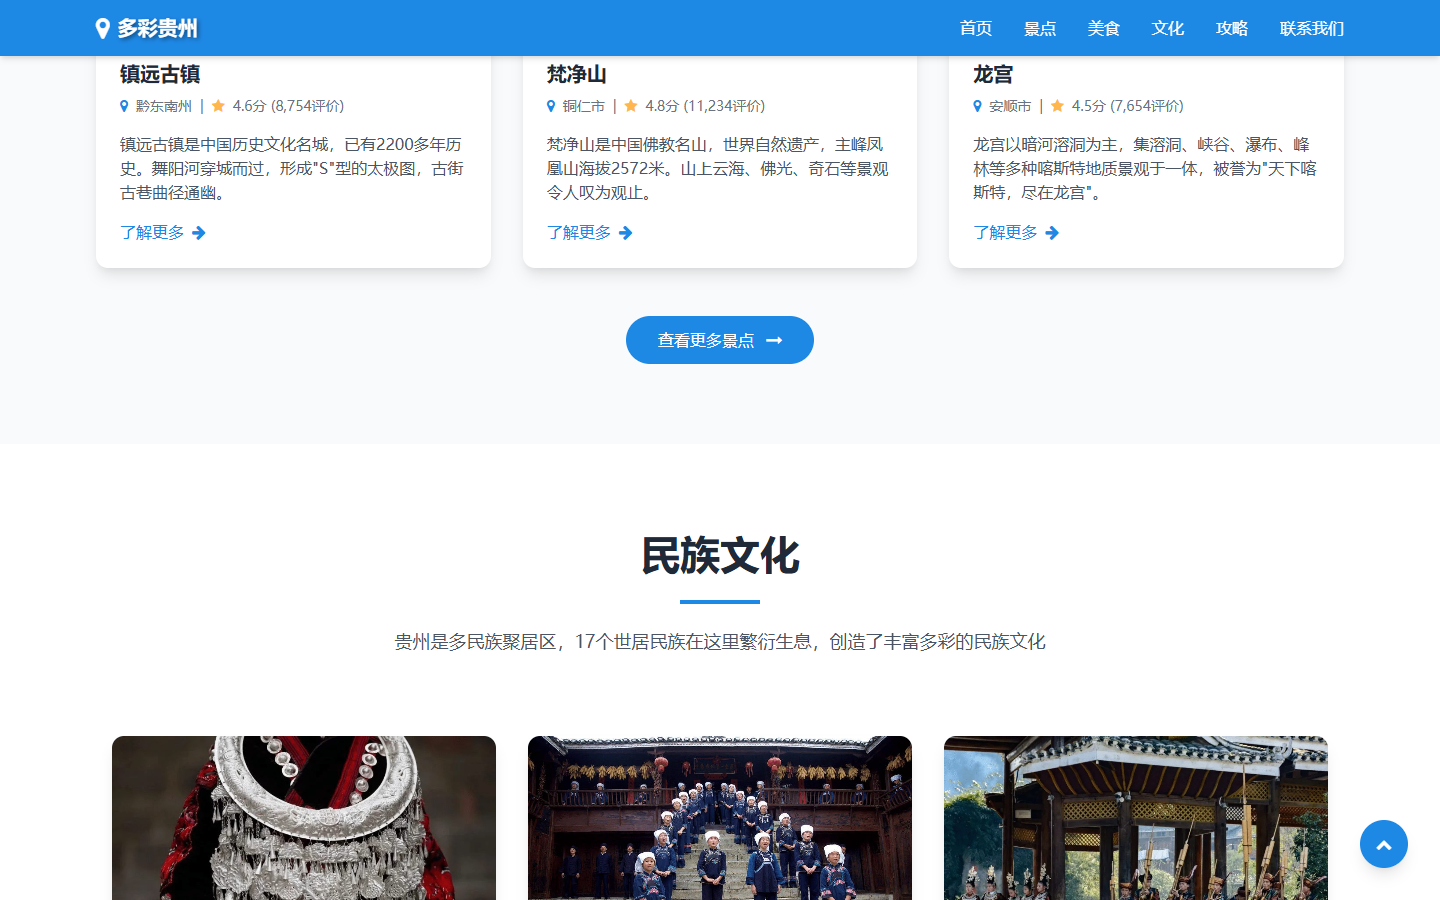 多彩贵州
首页 景点 美食 文化 攻略 联系我们
镇远古镇
黔东南州 | 4.6分 (8,754评价)
镇远古镇是中国历史文化名城，已有2200多年历
史。舞阳河穿城而过，形成"S"型的太极图，古街
古巷曲径通幽。
了解更多
梵净山
铜仁市 | 4.8分 (11,234评价)
梵净山是中国佛教名山，世界自然遗产，主峰凤
凰山海拔2572米。山上云海、佛光、奇石等景观
令人叹为观止。
了解更多
龙宫
安顺市 | 4.5分 (7,654评价)
龙宫以暗河溶洞为主，集溶洞、峡谷、瀑布、峰
林等多种喀斯特地质景观于一体，被誉为"天下喀
斯特，尽在龙宫"。
了解更多
查看更多景点
民族文化
贵州是多民族聚居区，17个世居民族在这里繁衍生息，创造了丰富多彩的民族文化